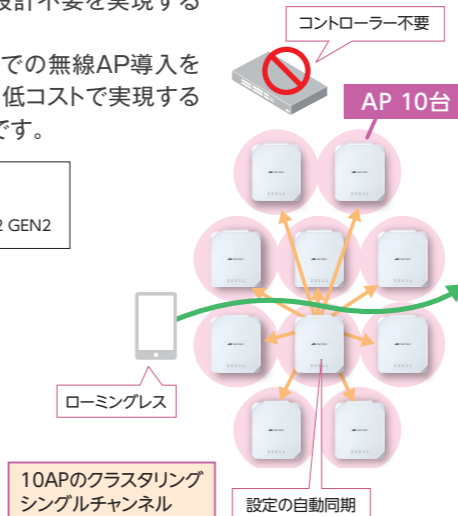 設計不要を実現する
での無線AP導入を
低コストで実現する
です。
2 GEN2
コントローラー不要
AP 10台
ローミングレス
10APのクラスタリング
シングルチャンネル
設定の自動同期